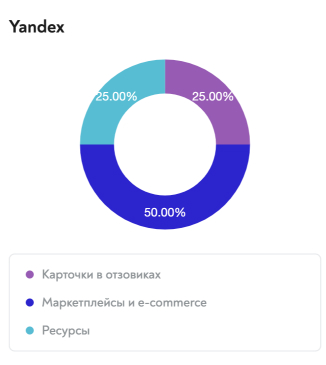 Yandex
25.00%
25.00%
50.00%
Карточки в отзовиках
Маркетплейсы и e-commerce
Ресурсы